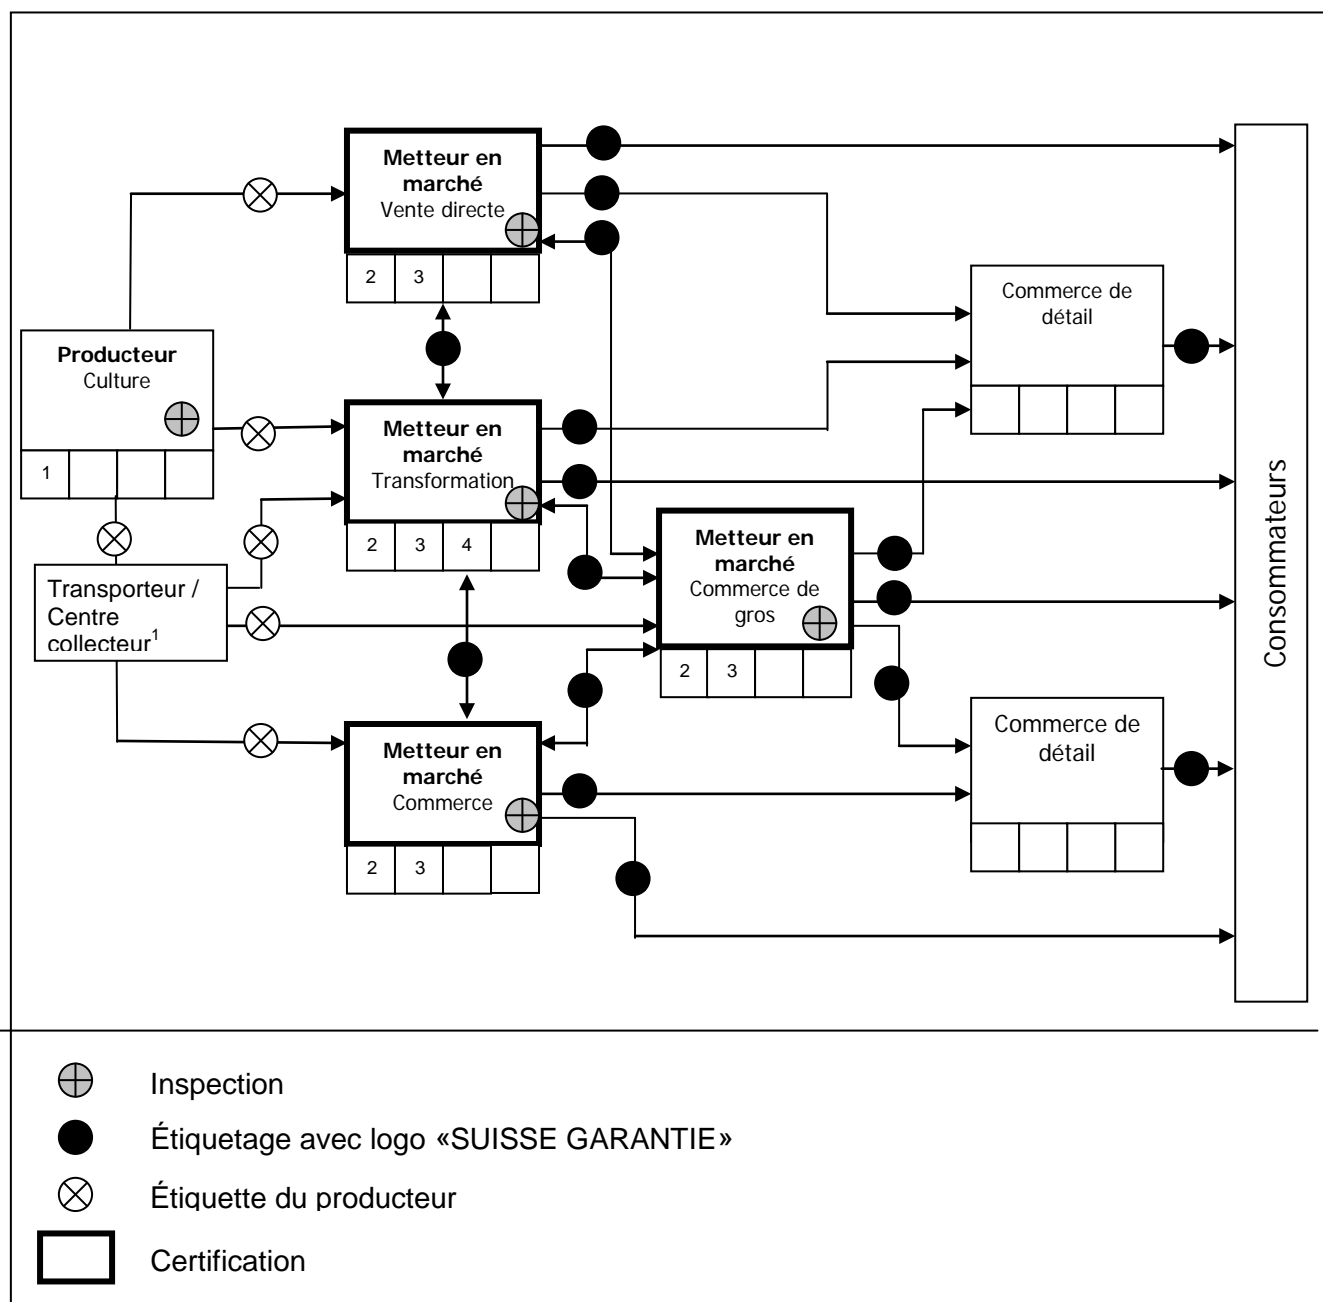 Metteur en
marché
Vente directe
2 3
Commerce de
détail
Producteur
Culture
1
Metteur en
marché
Transformation
2 3 4
Metteur en
marché
Commerce de
gros
2 3
Transporteur /
Centre
collecteur1
Metteur en
marché
Commerce
2 3
Commerce de
détail
Consommateurs
Inspection
Étiquetage avec logo «SUISSE GARANTIE»
Étiquette du producteur
Certification